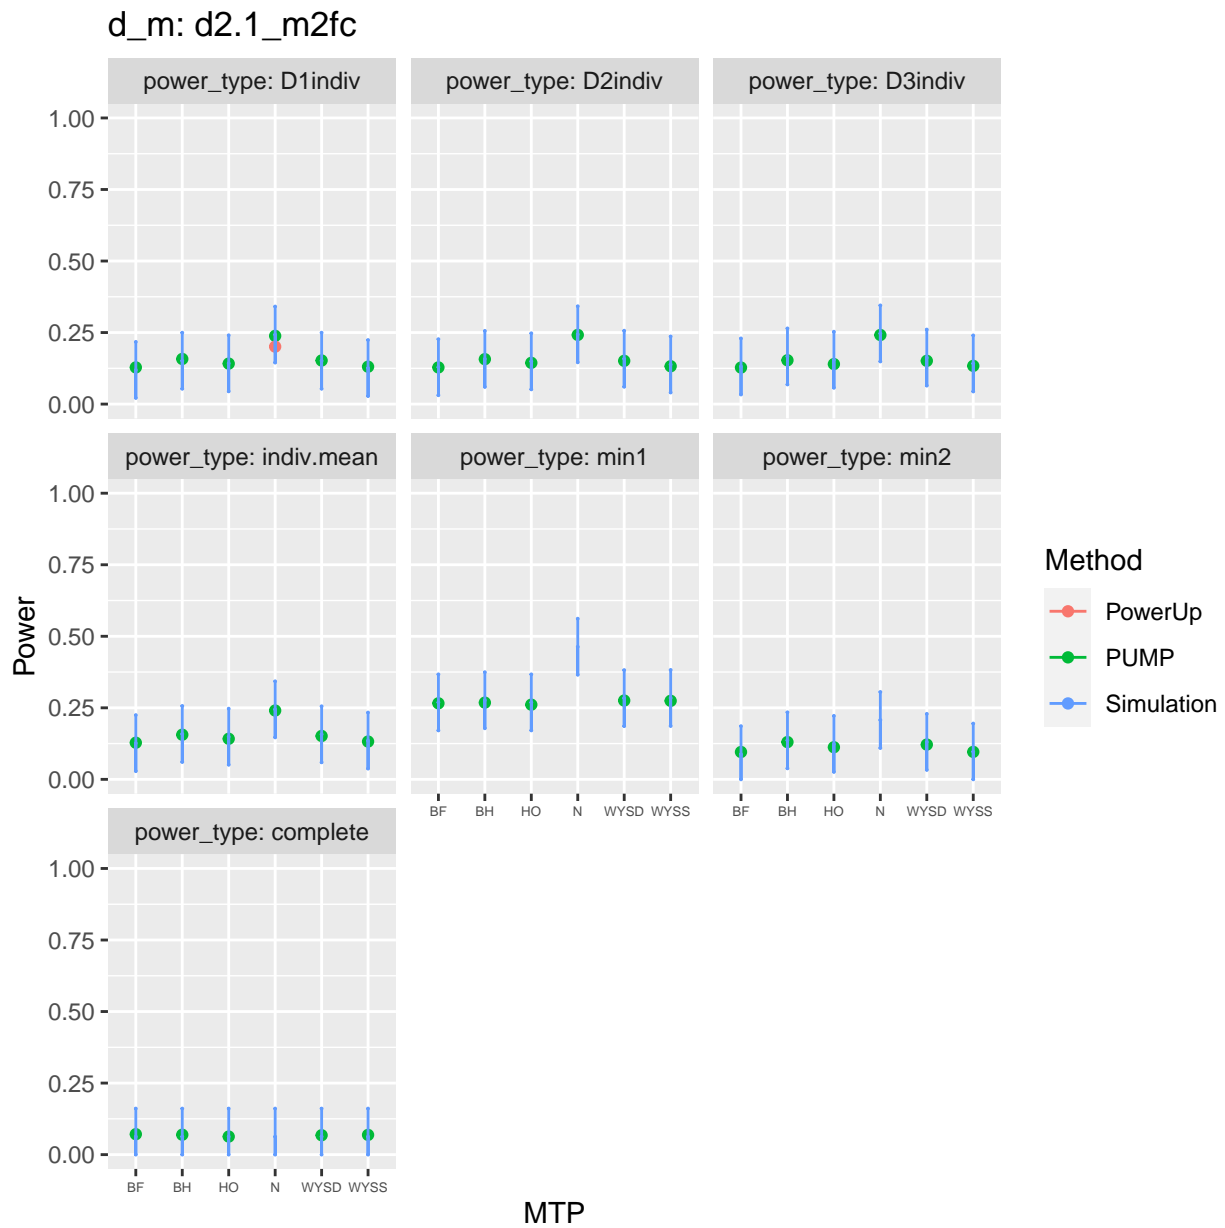 d_m: d2.1_m2fc
power_type: D1indiv
power_type: D2indiv
power_type: D3indiv
1.00
0.75
0.50
0.25
0.00
power_type: indiv.mean
power_type: min1
power_type: min2
1.00
0.75
0.50
0.25
0.00
BF BH HO N WYSD WYSS
BF BH HO N WYSD WYSS
power_type: complete
1.00
0.75
0.50
0.25
0.00
BF BH HO N WYSD WYSS
Power
MTP
Method
PowerUp
PUMP
Simulation